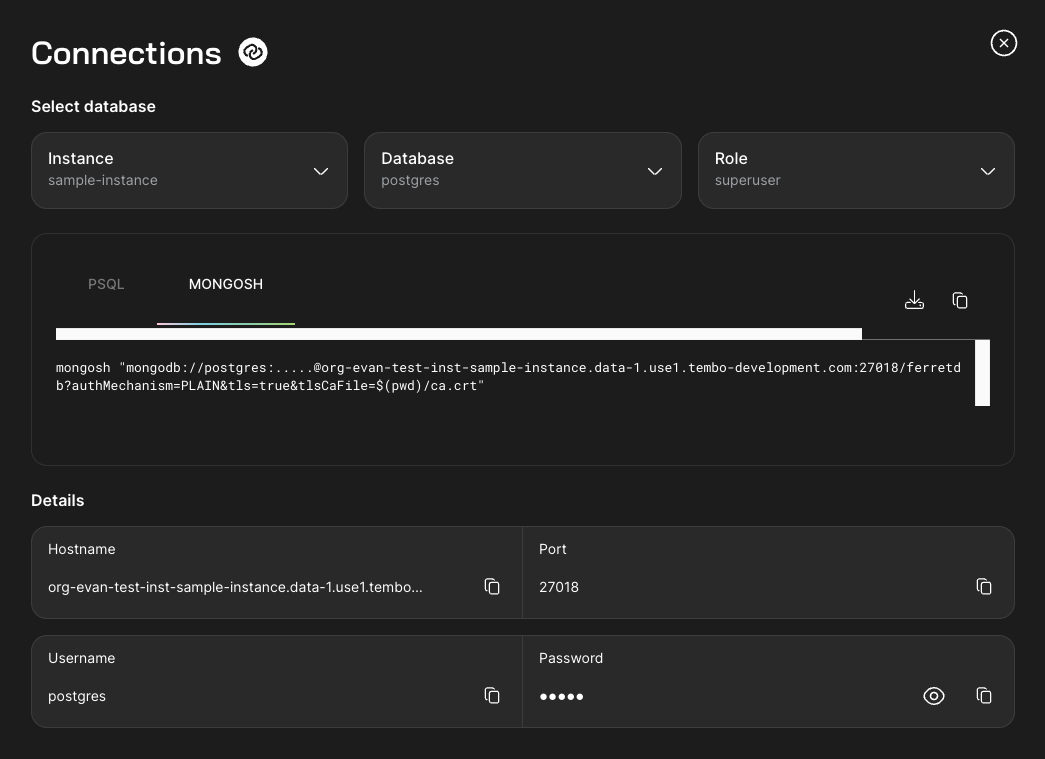 Connections
Select database
Instance
sample-instance
Database
postgres
Role
superuser
PSQL
MONGOSH
mongosh "mongodb://postgres:.....@org-evan-test-inst-sample-instance.data-1.use1.tembo-development.com:27018/ferretd
b?authMechanism=PLAIN&tls=true&tlsCaFile=$(pwd)/ca.crt"
Details
Hostname
org-evan-test-inst-sample-instance.data-1.use1.tembo...
Port
27018
Username
postgres
Password
●●●●●